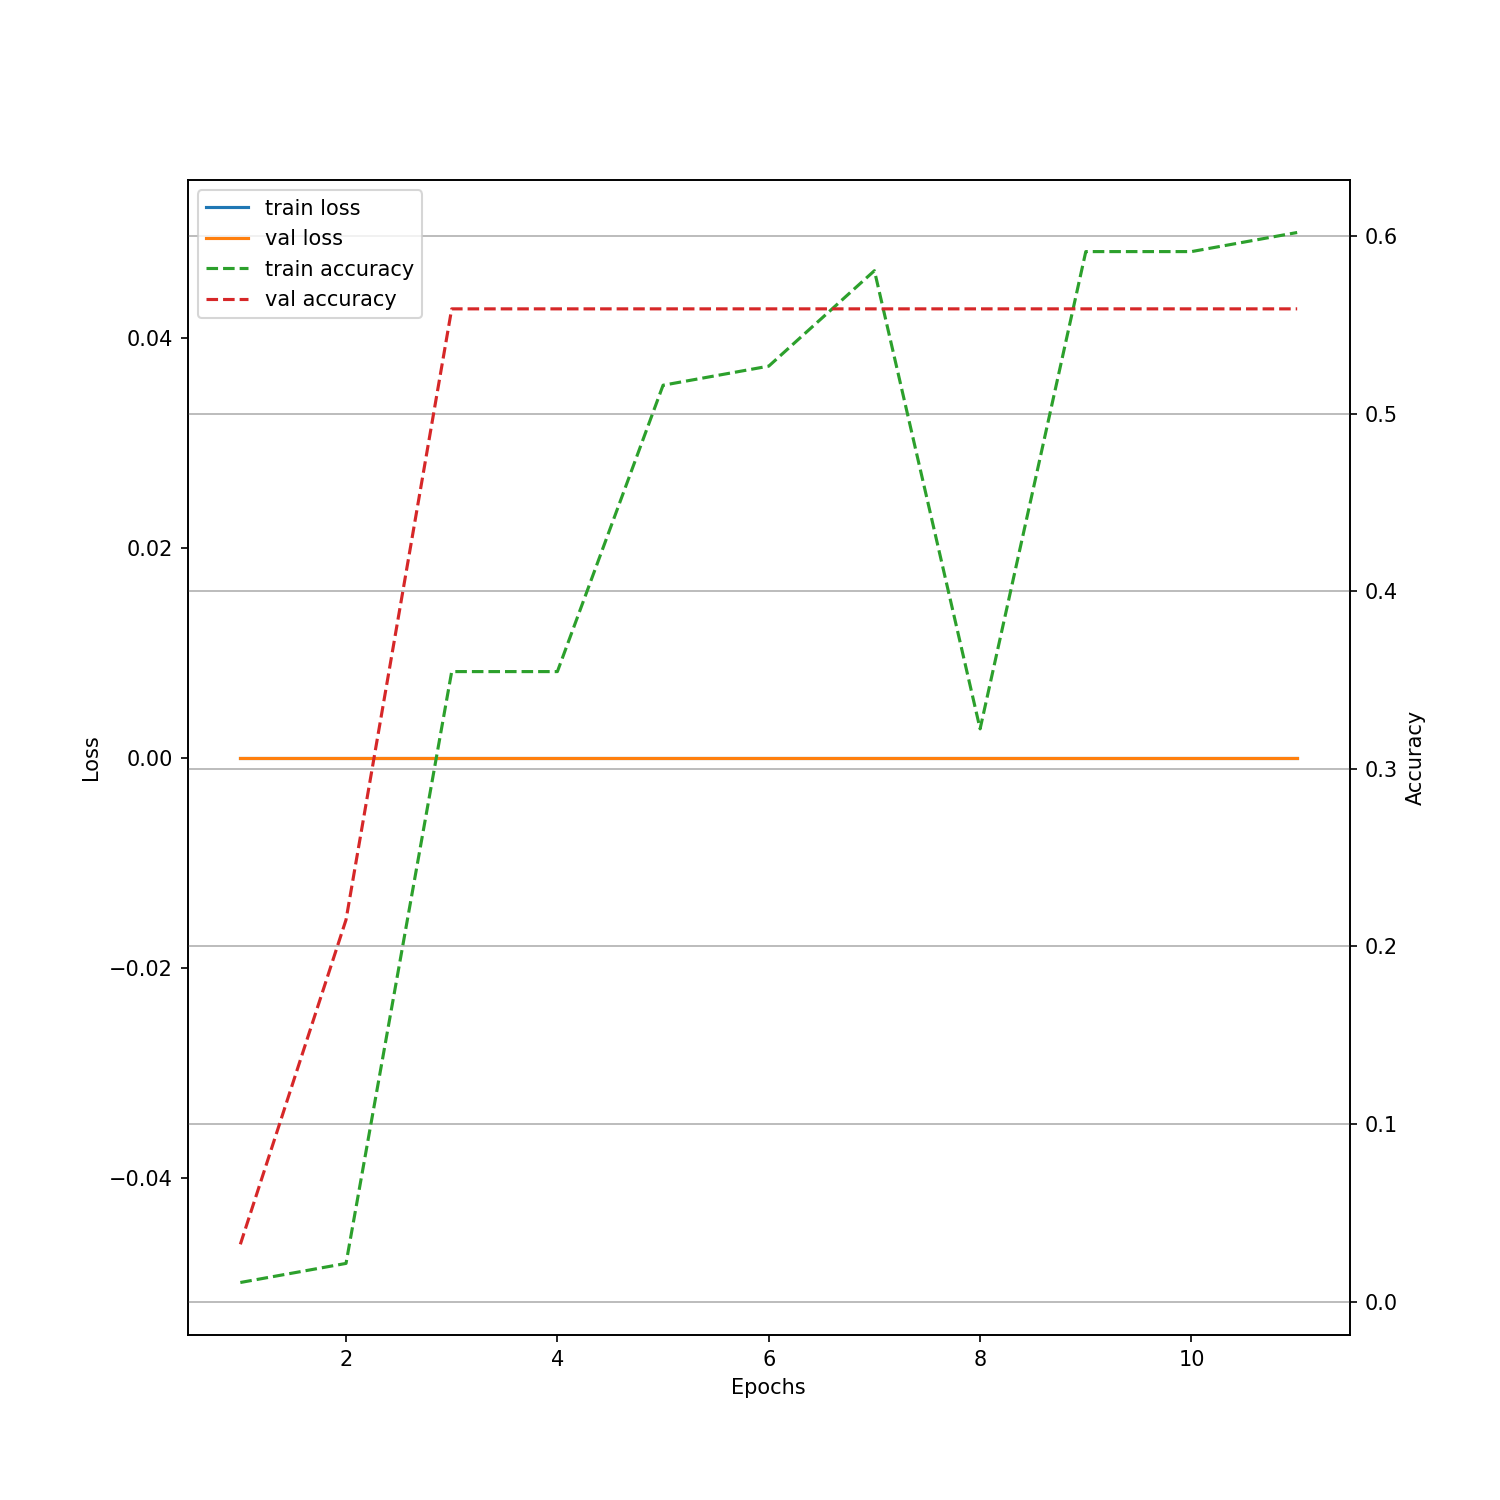 train loss
val loss
train accuracy
val accuracy
0.04
0.02
0.00
−0.02
−0.04
Loss
0.6
0.5
0.4
0.3
0.2
0.1
0.0
Accuracy
2 4 6 8 10
Epochs